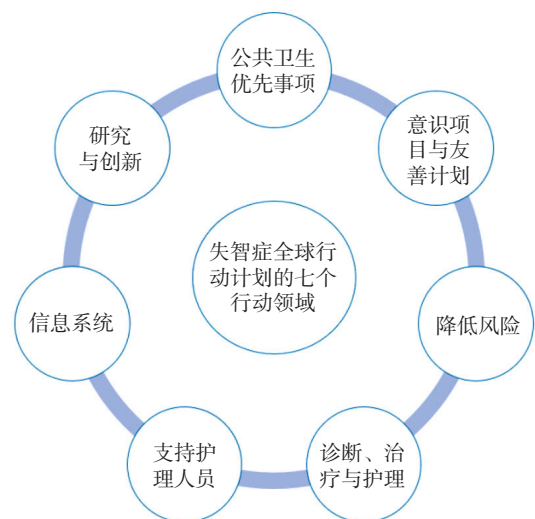 公共卫生
优先事项
意识项
目与友
善计划
降低风险
诊断、治
疗与护理
支持护
理人员
信息系统
研究
与创新
失智症全球行
动计划的七个
行动领域